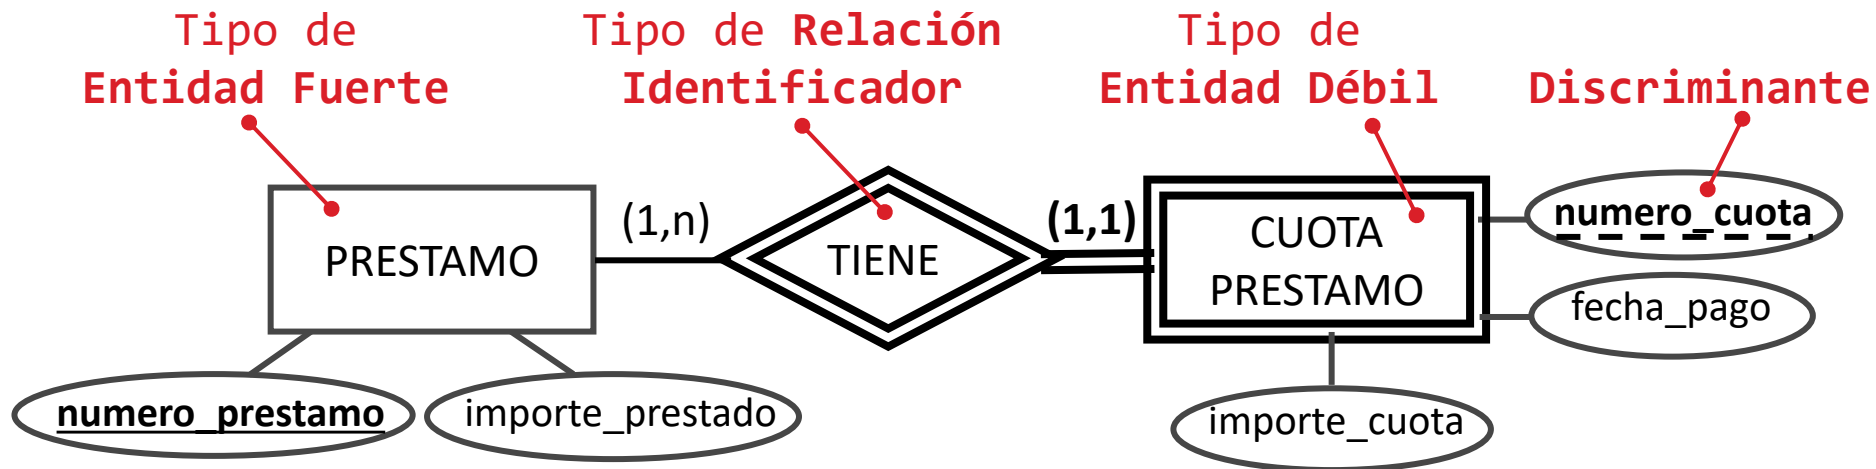 Tipo de
Entidad Fuerte
Tipo de Relación
Identificador
Tipo de
Entidad Débil
Discriminante
PRESTAMO
(1,n)
TIENE
(1,1)
CUOTA
PRESTAMO
numero_cuota
fecha_pago
numero_prestamo
importe_prestado
importe_cuota